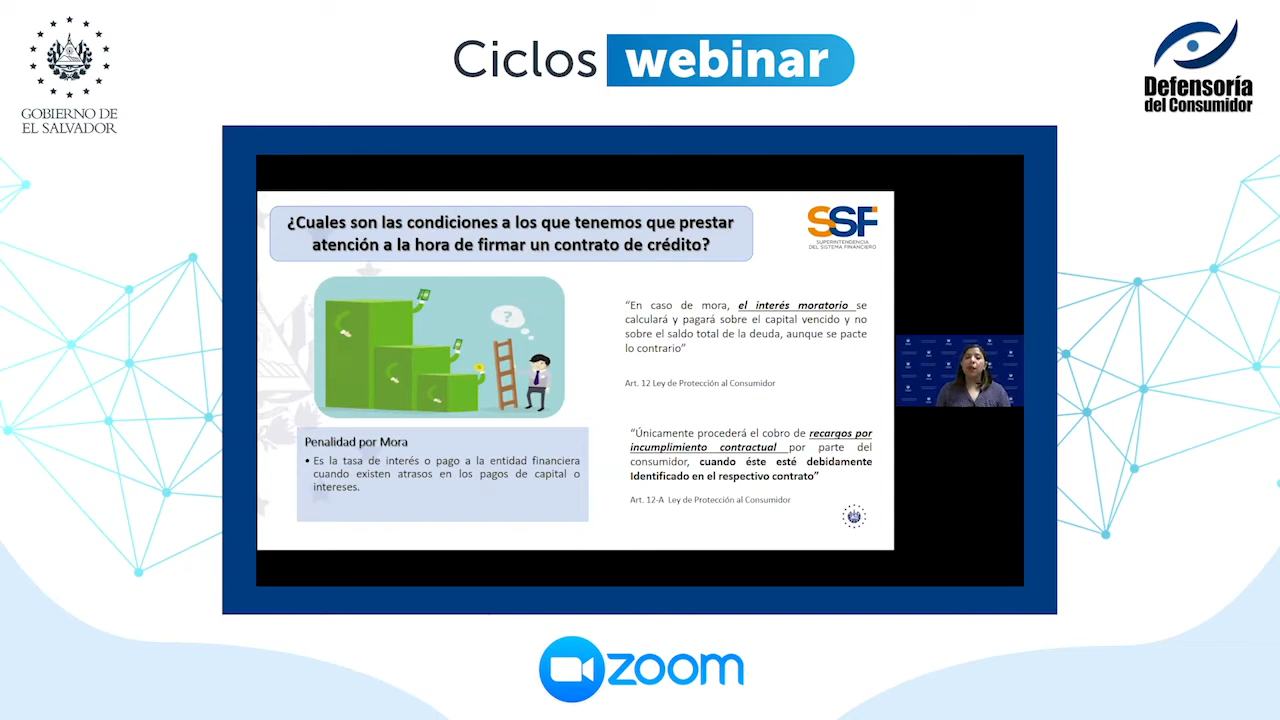 GOBIERNO DE
EL SALVADOR
Ciclos webinar
Defensoría
del Consumidor
¿Cuales son las condiciones a los que tenemos que prestar
atención a la hora de firmar un contrato de crédito?
SSF
SUPERINTENDENCIA
DEL SISTEMA FINANCIERO
?
Penalidad por Mora
• Es la tasa de interés o pago a la entidad financiera
cuando existen atrasos en los pagos de capital o
intereses.
“En caso de mora, el interés moratorio se
calculará y pagará sobre el capital vencido y no
sobre el saldo total de la deuda, aunque se pacte
lo contrario”
Art. 12 Ley de Protección al Consumidor
“Únicamente procederá el cobro de recargos por
incumplimiento contractual por parte del
consumidor, cuando éste esté debidamente
Identificado en el respectivo contrato”
Art. 12-A Ley de Protección al Consumidor
zoom